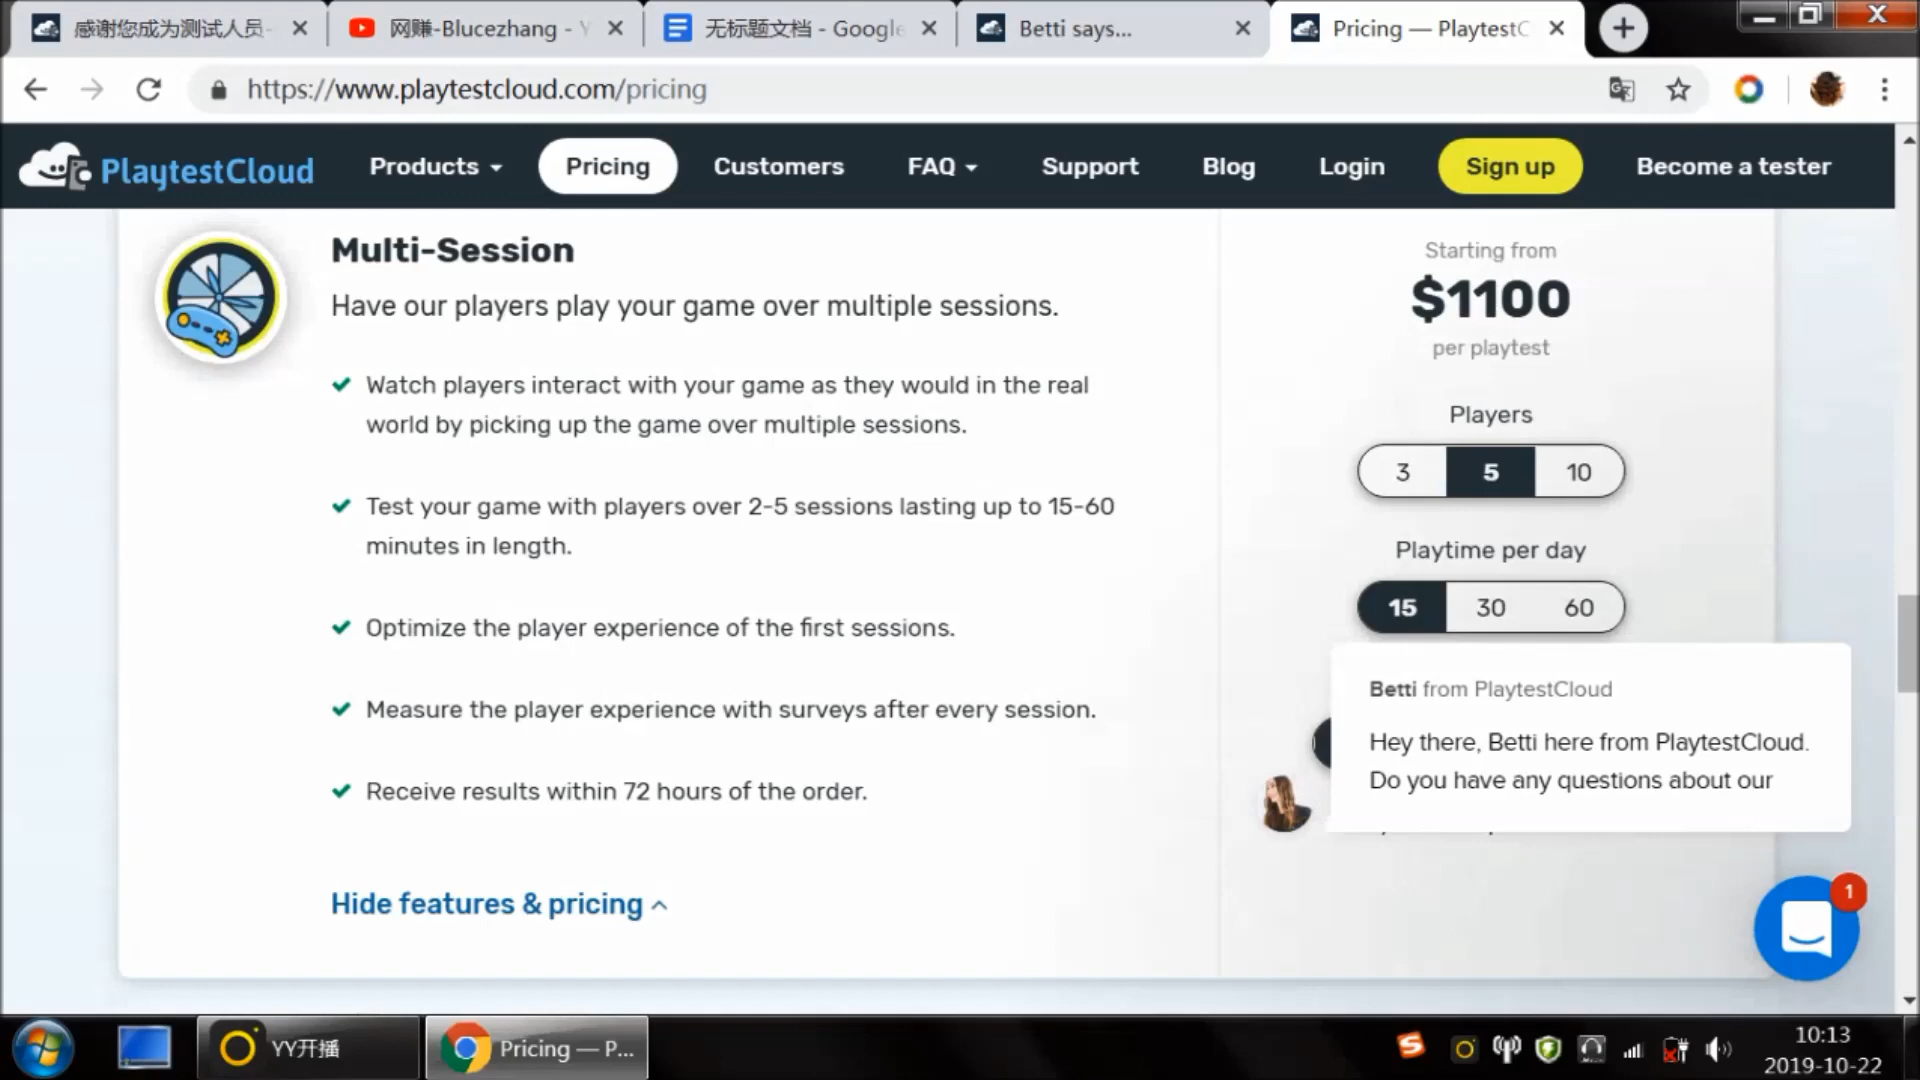 感谢您成为测试人员-
网赚-Blucezhang - Y
无标题文档 - Google
Betti says...
Pricing — PlaytestC
https://www.playtestcloud.com/pricing
PlaytestCloud
Products
Pricing
Customers
FAQ
Support
Blog
Login
Sign up
Become a tester
Multi-Session
Have our players play your game over multiple sessions.
Watch players interact with your game as they would in the real
world by picking up the game over multiple sessions.
Test your game with players over 2-5 sessions lasting up to 15-60
minutes in length.
Optimize the player experience of the first sessions.
Measure the player experience with surveys after every session.
Receive results within 72 hours of the order.
Hide features & pricing
Starting from
$1100
per playtest
Players
3 5 10
Playtime per day
15 30 60
Betti from PlaytestCloud
Hey there, Betti here from PlaytestCloud.
Do you have any questions about our
1
YY开播
Pricing — P...
10:13
2019-10-22